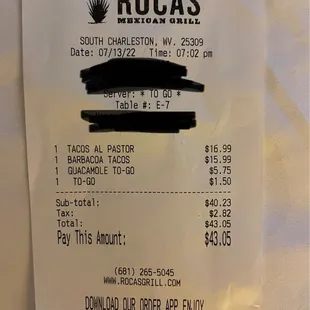 ROCAS
MEXICAN GRILL
SOUTH CHARLESTON, WV. 25309
Date: 07/13/22 Time: 07:02 pm
Server: * TO GO *
Table #: E-7
1 TACOS AL PASTOR $16.99
1 BARBACOA TACOS $15.99
1 GUACAMOLE TO-GO $5.75
1 TO-GO $1.50
Sub-total: $40.23
Tax: $2.82
Total: $43.05
Pay This Amount: $43.05
(681) 265-5045
WWW.ROCASGRILL.COM
DOWNLOAD OUR ORDER APP ENJOY